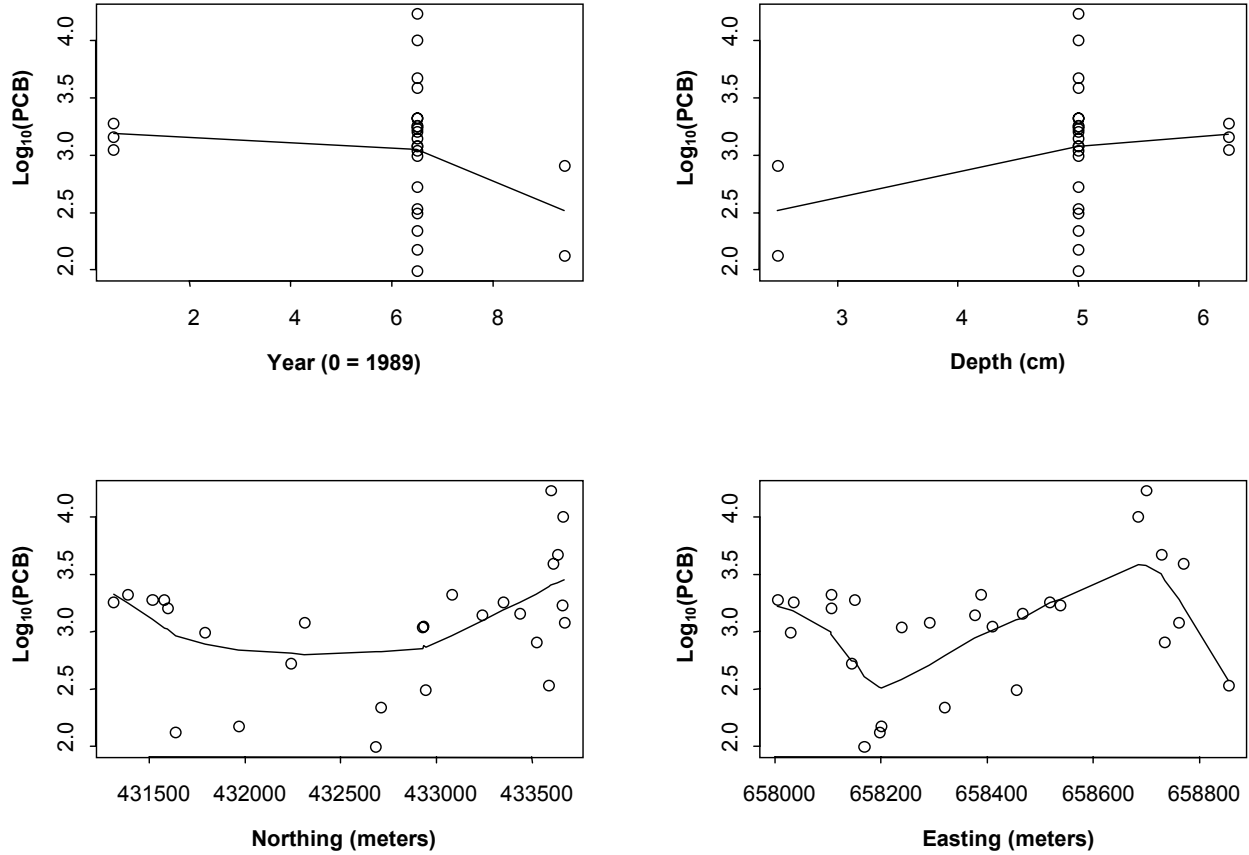 Log₁₀(PCB)
4.0
3.5
3.0
2.5
2.0
2 4 6 8
Year (0 = 1989)
Log₁₀(PCB)
4.0
3.5
3.0
2.5
2.0
3 4 5 6
Depth (cm)
Log₁₀(PCB)
4.0
3.5
3.0
2.5
2.0
431500 432000 432500 433000 433500
Northing (meters)
Log₁₀(PCB)
4.0
3.5
3.0
2.5
2.0
658000 658200 658400 658600 658800
Easting (meters)